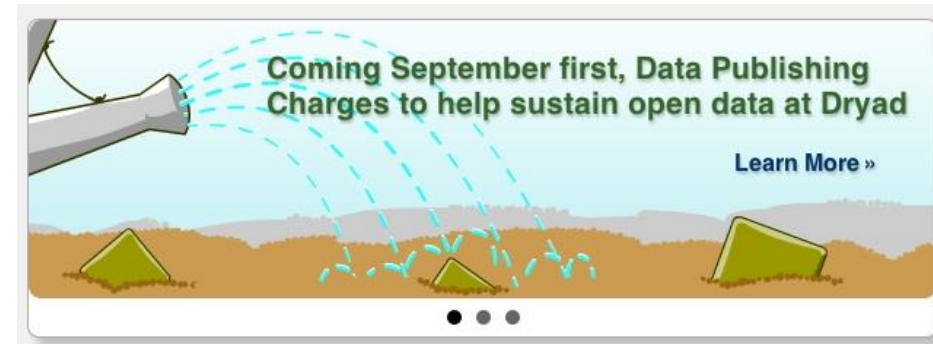 Coming September first, Data Publishing
Charges to help sustain open data at Dryad
Learn More »